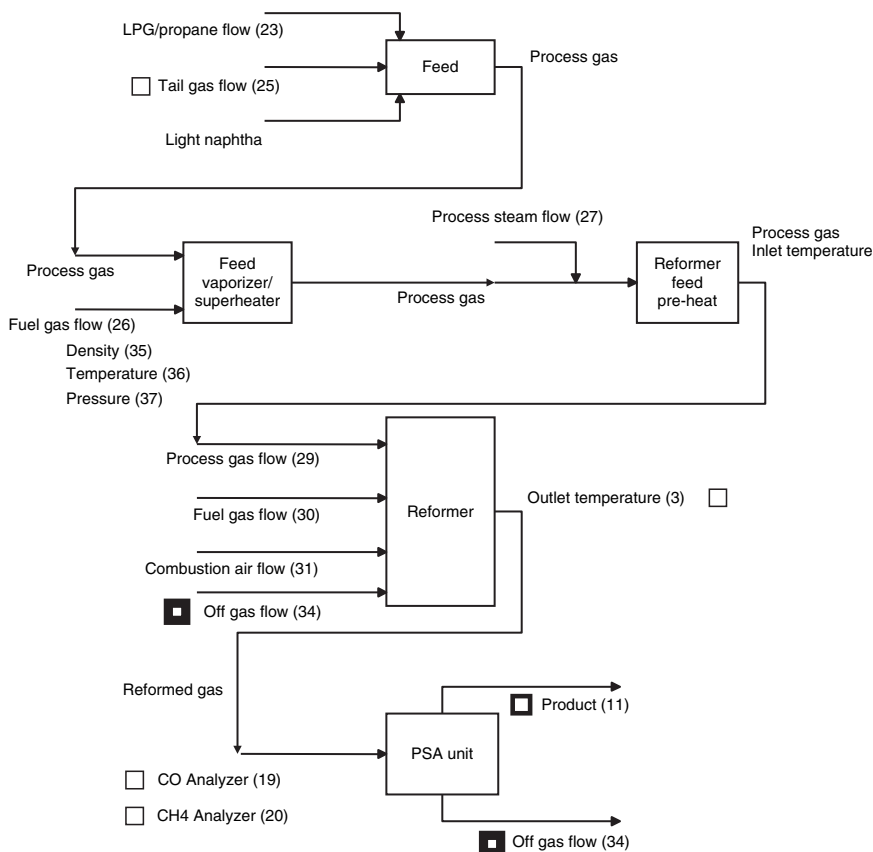 LPG/propane flow (23)
Feed
Process gas
Tail gas flow (25)
Light naphtha
Process steam flow (27)
Process gas
Inlet temperature
Process gas
Feed
vaporizer/
superheater
Process gas
Reformer
feed
pre-heat
Fuel gas flow (26)
Density (35)
Temperature (36)
Pressure (37)
Process gas flow (29)
Fuel gas flow (30)
Reformer
Outlet temperature (3)
Combustion air flow (31)
Off gas flow (34)
Reformed gas
Product (11)
PSA unit
CO Analyzer (19)
CH4 Analyzer (20)
Off gas flow (34)